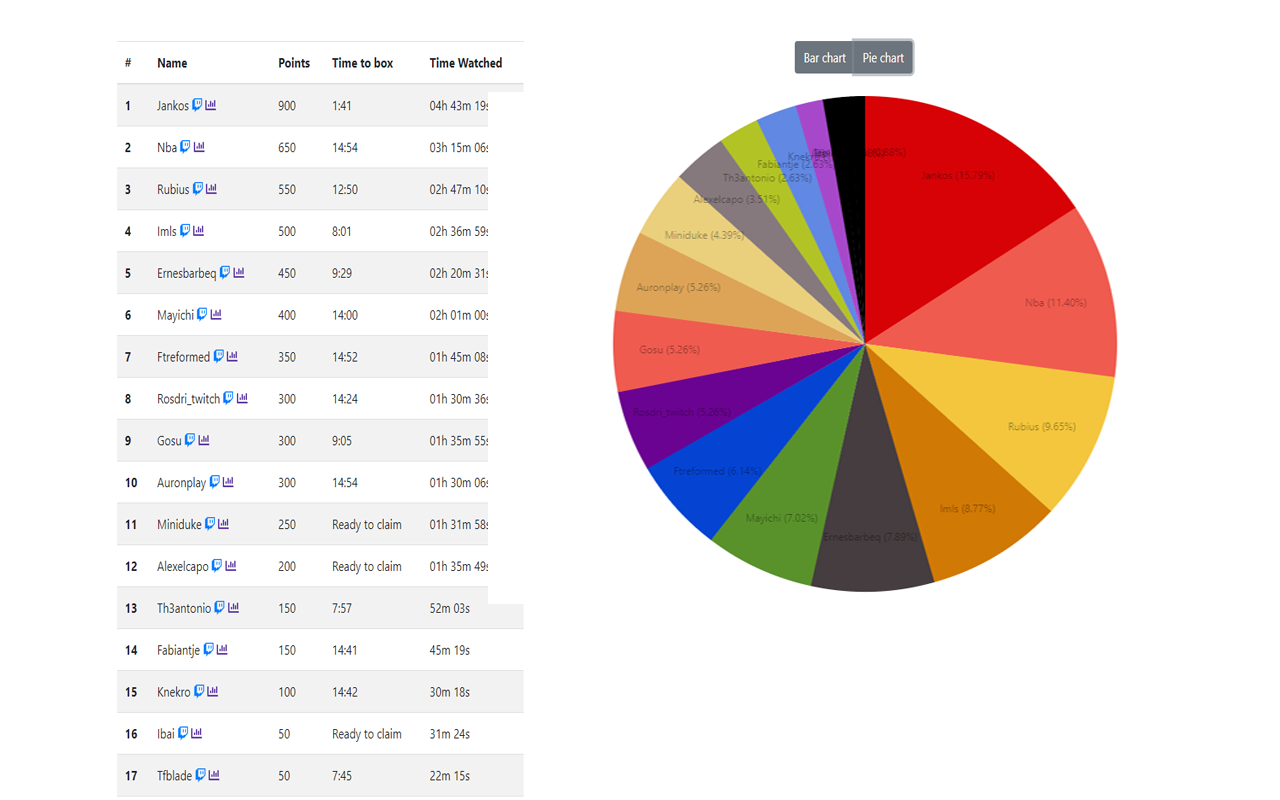 # Name Points Time to box Time Watched
1 Jankos 900 1:41 04h 43m 19s
2 Nba 650 14:54 03h 15m 06s
3 Rubius 550 12:50 02h 47m 10s
4 Imls 500 8:01 02h 36m 59s
5 Ernesbarbeq 450 9:29 02h 20m 31s
6 Mayichi 400 14:00 02h 01m 00s
7 Ftreformed 350 14:52 01h 45m 08s
8 Rosdri_twitch 300 14:24 01h 30m 36s
9 Gosu 300 9:05 01h 35m 55s
10 Auronplay 300 14:54 01h 30m 06s
11 Miniduke 250 Ready to claim 01h 31m 58s
12 Alexelcapo 200 Ready to claim 01h 35m 49s
13 Th3antonio 150 7:57 52m 03s
14 Fabiantje 150 14:41 45m 19s
15 Knekro 100 14:42 30m 18s
16 Ibai 50 Ready to claim 31m 24s
17 Tfblade 50 7:45 22m 15s
Bar chart Pie chart
Jankos (15.79%)
Nba (11.40%)
Rubius (9.65%)
Imls (8.77%)
Ernesbarbeq (7.89%)
Mayichi (7.02%)
Ftreformed (6.14%)
Rosdri_twitch (5.26%)
Gosu (5.26%)
Auronplay (5.26%)
Miniduke (4.39%)
Alexelcapo (3.51%)
Th3antonio (2.63%)
Fabiantje (2.63%)